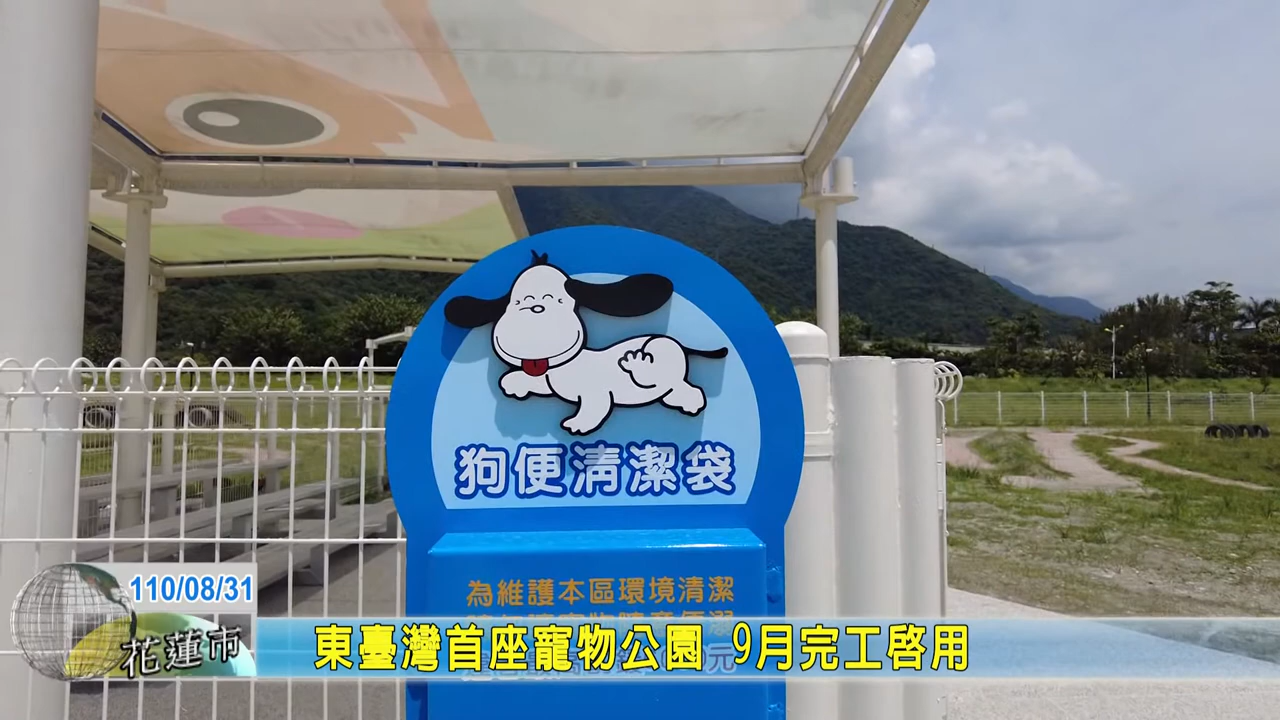 狗便清潔袋
為維護本區環境清潔
110/08/31
花蓮市
東臺灣首座寵物公園 9月完工啓用